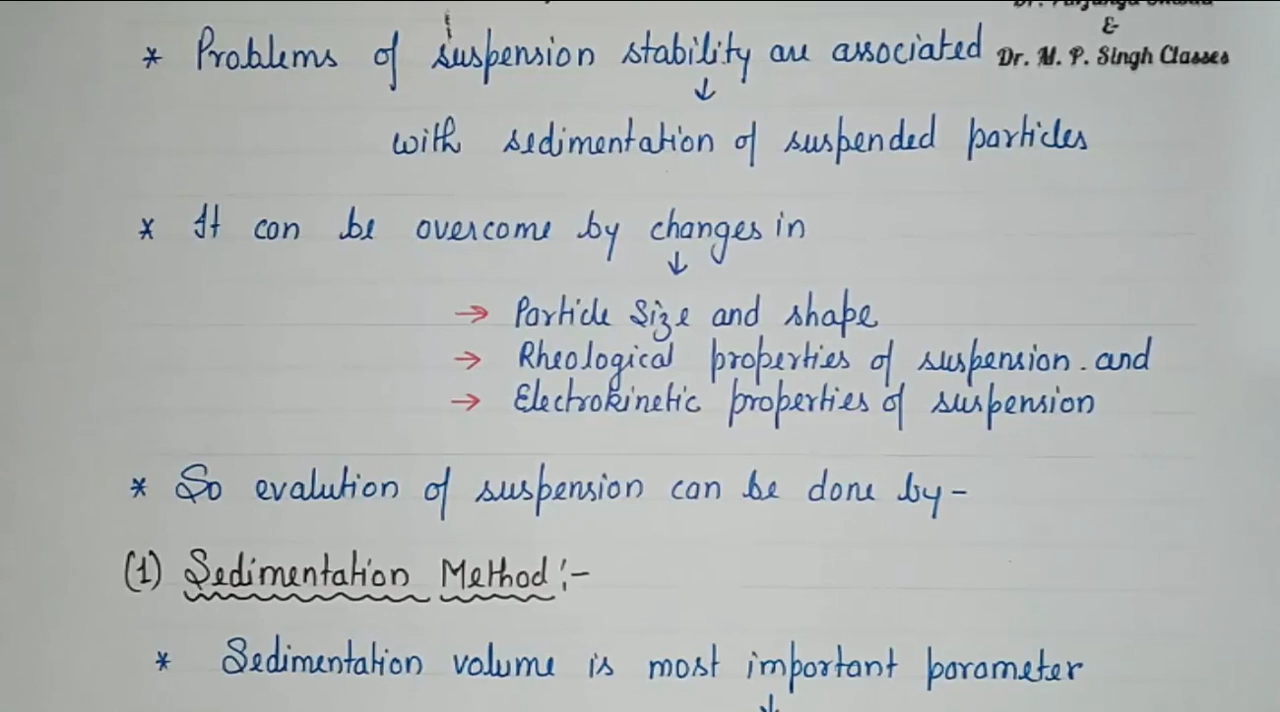 &
* Problems of suspension stability are associated Dr. M. P. Singh Classes
↓
with sedimentation of suspended particles
* It can be overcome by changes in
↓
→ Particle Size and shape
→ Rheological properties of suspension. and
→ Electrokinetic properties of suspension
* So evalution of suspension can be done by -
(1) Sedimentation Method :-
* Sedimentation volume is most important parameter
↓